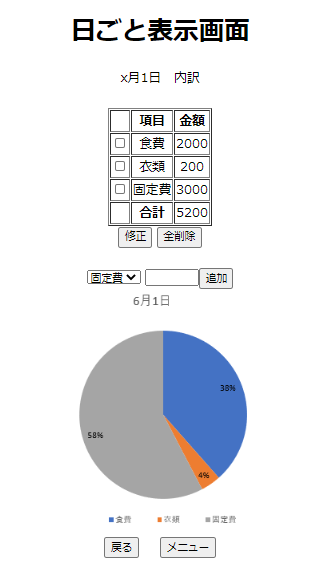 日ごと表示画面
x月1日　内訳
項目 金額
食費 2000
衣類 200
固定費 3000
合計 5200
修正 全削除
固定費 追加
6月1日
38%
58%
4%
食費 衣類 固定費
戻る メニュー